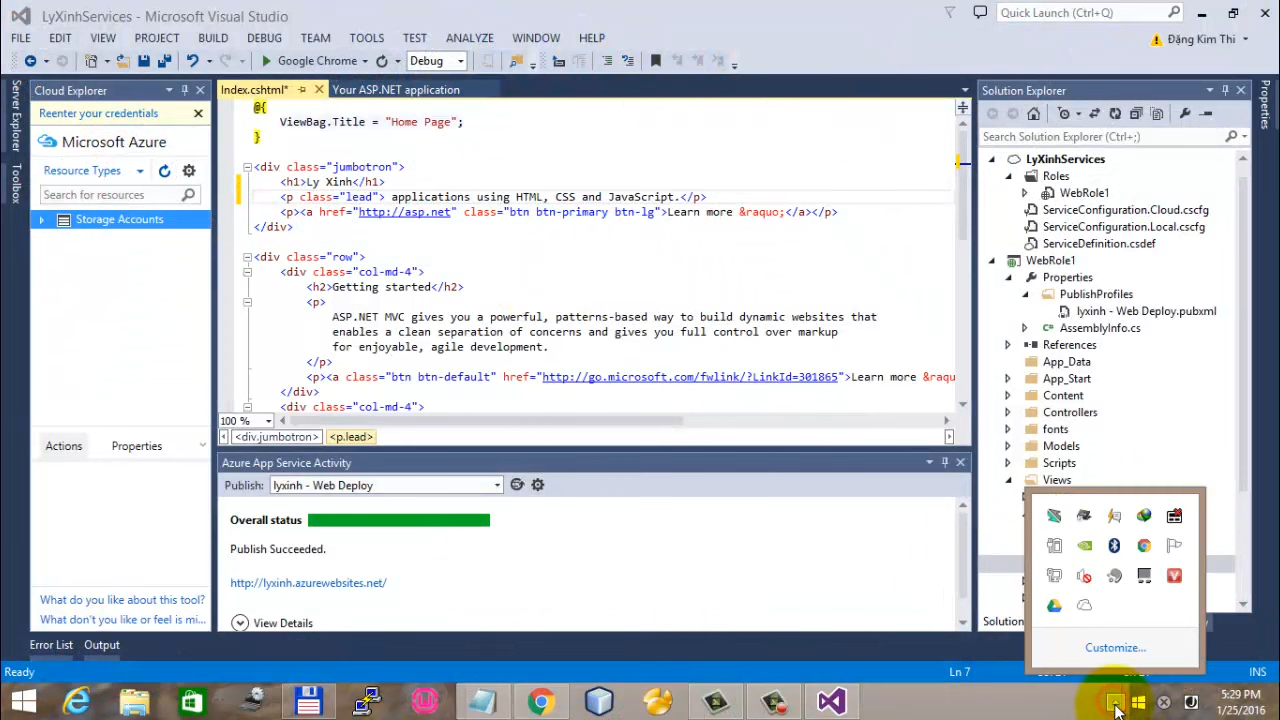 LyXinhServices - Microsoft Visual Studio
Quick Launch (Ctrl+Q)
FILE EDIT VIEW PROJECT BUILD DEBUG TEAM TOOLS TEST ANALYZE WINDOW HELP
Đặng Kim Thi
Google Chrome
Debug
Server Explorer
Toolbox
Cloud Explorer
Reenter your credentials
Microsoft Azure
Resource Types
Search for resources
Storage Accounts
Actions Properties
What do you like about this tool?
What don't you like or feel is mi...
Index.cshtml*
Your ASP.NET application
@{
ViewBag.Title = "Home Page";
}
<div class="jumbotron">
<h1>Ly Xinh</h1>
<p class="lead"> applications using HTML, CSS and JavaScript.</p>
<p><a href="http://asp.net" class="btn btn-primary btn-lg">Learn more &raquo;</a></p>
</div>
<div class="row">
<div class="col-md-4">
<h2>Getting started</h2>
<p>
ASP.NET MVC gives you a powerful, patterns-based way to build dynamic websites that
enables a clean separation of concerns and gives you full control over markup
for enjoyable, agile development.
</p>
<p><a class="btn btn-default" href="http://go.microsoft.com/fwlink/?LinkId=301865">Learn more &raqu
</div>
<div class="col-md-4">
100 %
<div.jumbotron> <p.lead>
Azure App Service Activity
Publish: lyxinh - Web Deploy
Overall status
Publish Succeeded.
http://lyxinh.azurewebsites.net/
View Details
Solution Explorer
Search Solution Explorer (Ctrl+;)
LyXinhServices
Roles
WebRole1
ServiceConfiguration.Cloud.cscfg
ServiceConfiguration.Local.cscfg
ServiceDefinition.csdef
WebRole1
Properties
PublishProfiles
lyxinh - Web Deploy.pubxml
AssemblyInfo.cs
References
App_Data
App_Start
Content
Controllers
fonts
Models
Scripts
Views
Solution
Properties
Customize...
Error List Output
Ready
Ln 7
INS
5:29 PM
1/25/2016